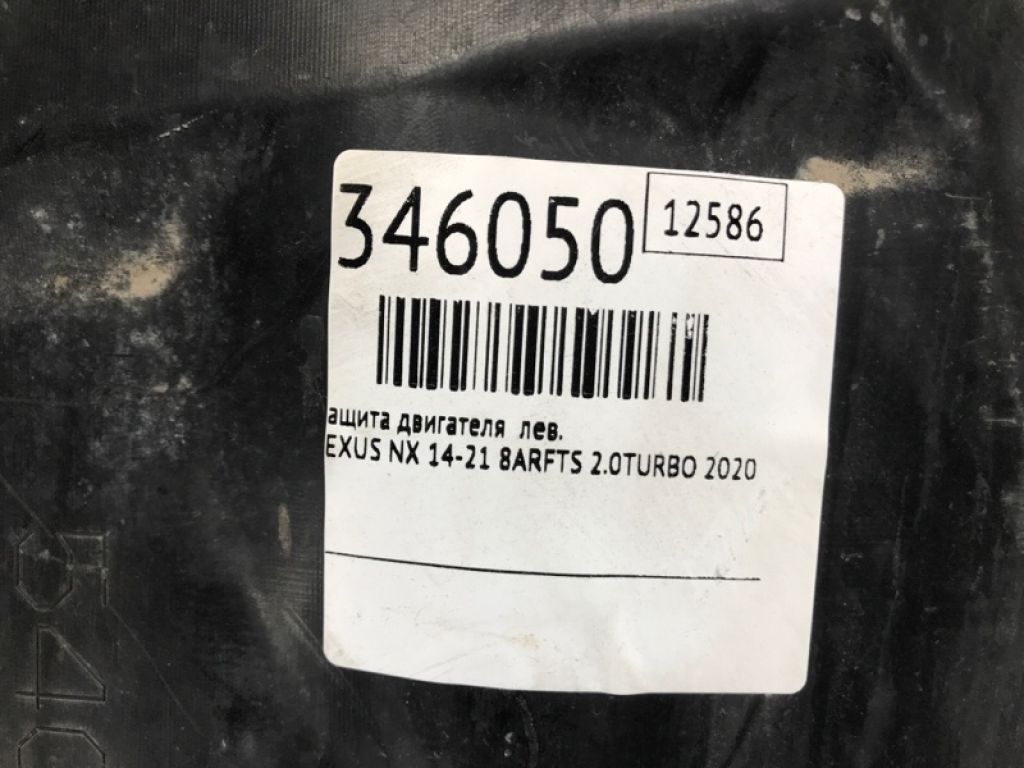 346050
12586
ащита двигателя лев.
EXUS NX 14-21 8ARFTS 2.0TURBO 2020